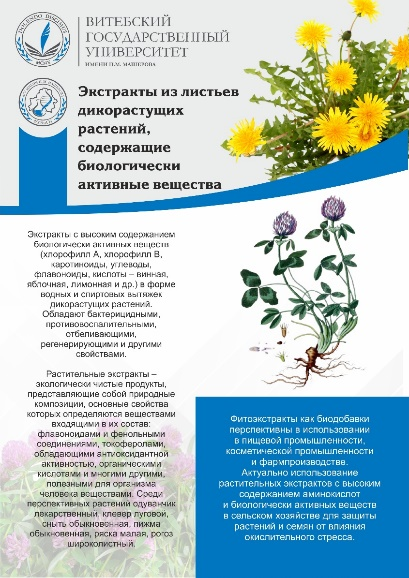 ВИТЕБСКИЙ
ГОСУДАРСТВЕННЫЙ
УНИВЕРСИТЕТ
ИМЕНИ П.М. МАШЕРОВА
Экстракты из листьев
дикорастущих
растений,
содержащие
биологически
активные вещества
Экстракты с высоким содержанием
биологически активных веществ
(хлорофилл А, хлорофилл В,
каротиноиды, углеводы,
флавоноиды, кислоты – винная,
яблочная, лимонная и др.) в форме
водных и спиртовых вытяжек
дикорастущих растений.
Обладают бактерицидными,
противовоспалительными,
отбеливающими,
регенерирующими и другими
свойствами.
Растительные экстракты –
экологически чистые продукты,
представляющие собой природные
композиции, основные свойства
которых определяются веществами
входящими в их состав:
флавоноидами и фенольными
соединениями, токоферолами,
обладающими антиоксидантной
активностью, органическими
кислотами и многими другими,
полезными для организма
человека веществами. Среди
перспективных растений одуванчик
лекарственный, клевер луговой,
сныть обыкновенная, пижма
обыкновенная, ряска малая, рогоз
широколистный.
Фитоэкстракты как биодобавки
перспективны в использовании
в пищевой промышленности,
косметической промышленности
и фармпроизводстве.
Актуально использование
растительных экстрактов с высоким
содержанием аминокислот
и биологически активных веществ
в сельском хозяйстве для защиты
растений и семян от влияния
окислительного стресса.